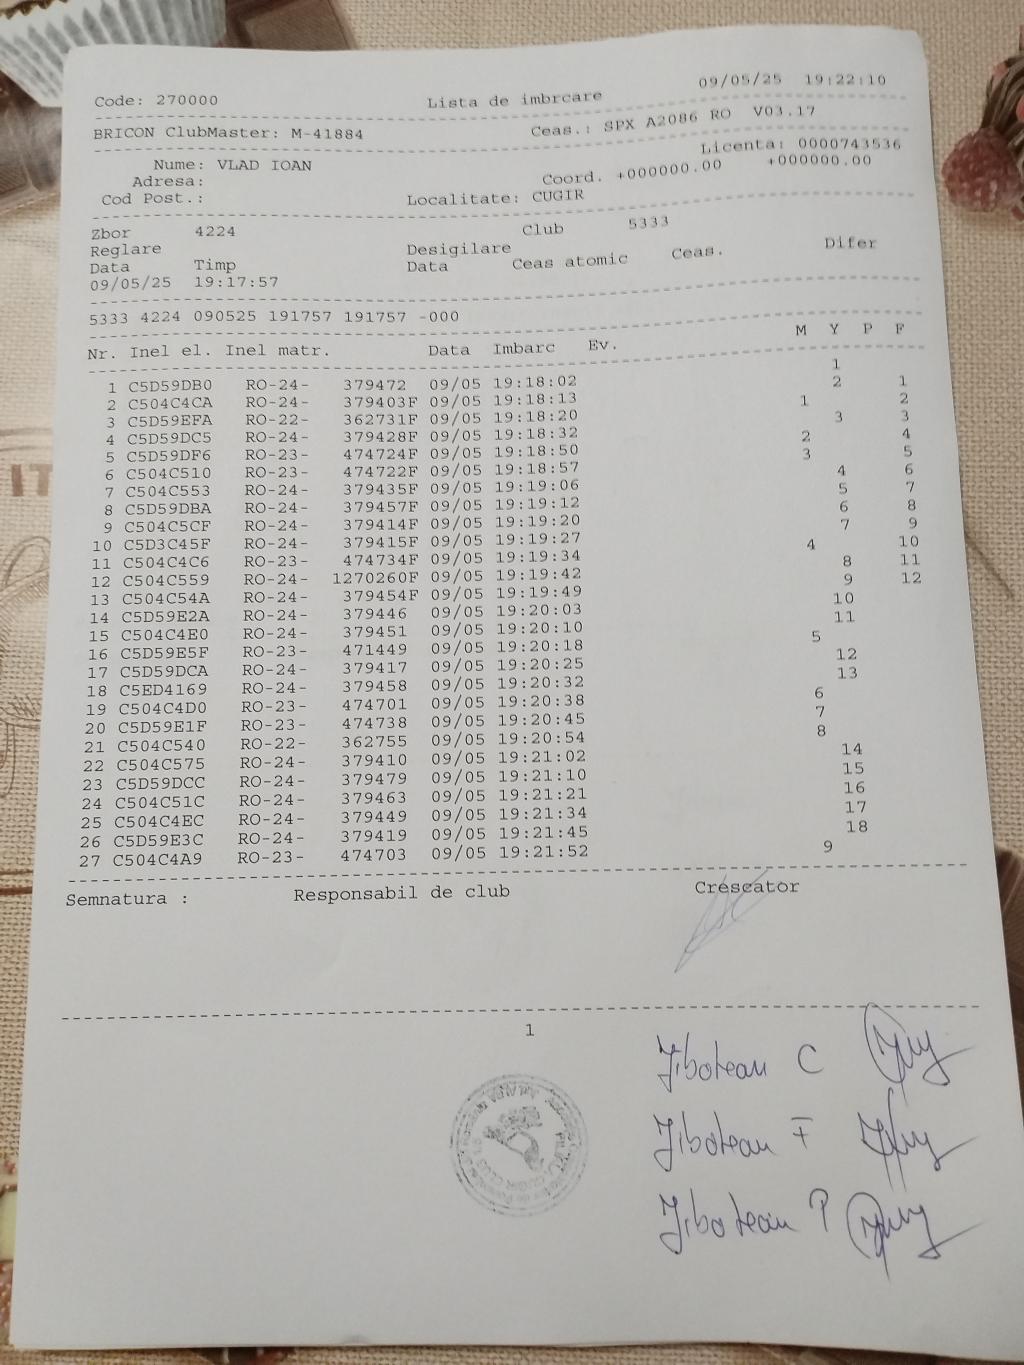 09/05/25 19:22:10
Code: 270000 Lista de imbrcare
BRICON ClubMaster: M-41884 Ceas.: SPX A2086 RO V03.17
Licenta: 0000743536
Nume: VLAD IOAN
Adresa: Coord. +000000.00 +000000.00
Cod Post.: Localitate: CUGIR
Zbor 4224 Club 5333
Reglare Desigilare
Data Timp Data Ceas atomic Ceas. Difer
09/05/25 19:17:57
5333 4224 090525 191757 191757 -000
Nr. Inel el. Inel matr. Data Imbarc Ev. M Y P F
1 C5D59DB0 RO-24- 379472 09/05 19:18:02 1
2 C504C4CA RO-24- 379403F 09/05 19:18:13 2 1
3 C5D59EFA RO-22- 362731F 09/05 19:18:20 1 2
4 C5D59DC5 RO-24- 379428F 09/05 19:18:32 3 3
5 C5D59DF6 RO-23- 474724F 09/05 19:18:50 2 4
6 C504C510 RO-23- 474722F 09/05 19:18:57 3 5
7 C504C553 RO-24- 379435F 09/05 19:19:06 4 6
8 C5D59DBA RO-24- 379457F 09/05 19:19:12 5 7
9 C504C5CF RO-24- 379414F 09/05 19:19:20 6 8
10 C5D3C45F RO-24- 379415F 09/05 19:19:27 7 9
11 C504C4C6 RO-23- 474734F 09/05 19:19:34 4 10
12 C504C559 RO-24- 1270260F 09/05 19:19:42 8 11
13 C504C54A RO-24- 379454F 09/05 19:19:49 9 12
14 C5D59E2A RO-24- 379446 09/05 19:20:03 10
15 C504C4E0 RO-24- 379451 09/05 19:20:10 11
16 C5D59E5F RO-23- 471449 09/05 19:20:18 5
17 C5D59DCA RO-24- 379417 09/05 19:20:25 12
18 C5ED4169 RO-24- 379458 09/05 19:20:32 13
19 C504C4D0 RO-23- 474701 09/05 19:20:38 6
20 C5D59E1F RO-23- 474738 09/05 19:20:45 7
21 C504C540 RO-22- 362755 09/05 19:20:54 8
22 C504C575 RO-24- 379410 09/05 19:21:02 14
23 C5D59DCC RO-24- 379479 09/05 19:21:10 15
24 C504C51C RO-24- 379463 09/05 19:21:21 16
25 C504C4EC RO-24- 379449 09/05 19:21:34 17
26 C5D59E3C RO-24- 379419 09/05 19:21:45 18
27 C504C4A9 RO-23- 474703 09/05 19:21:52 9
Semnatura : Responsabil de club Crescator
1
Jibotean C
Jibotean F
Jibotean P